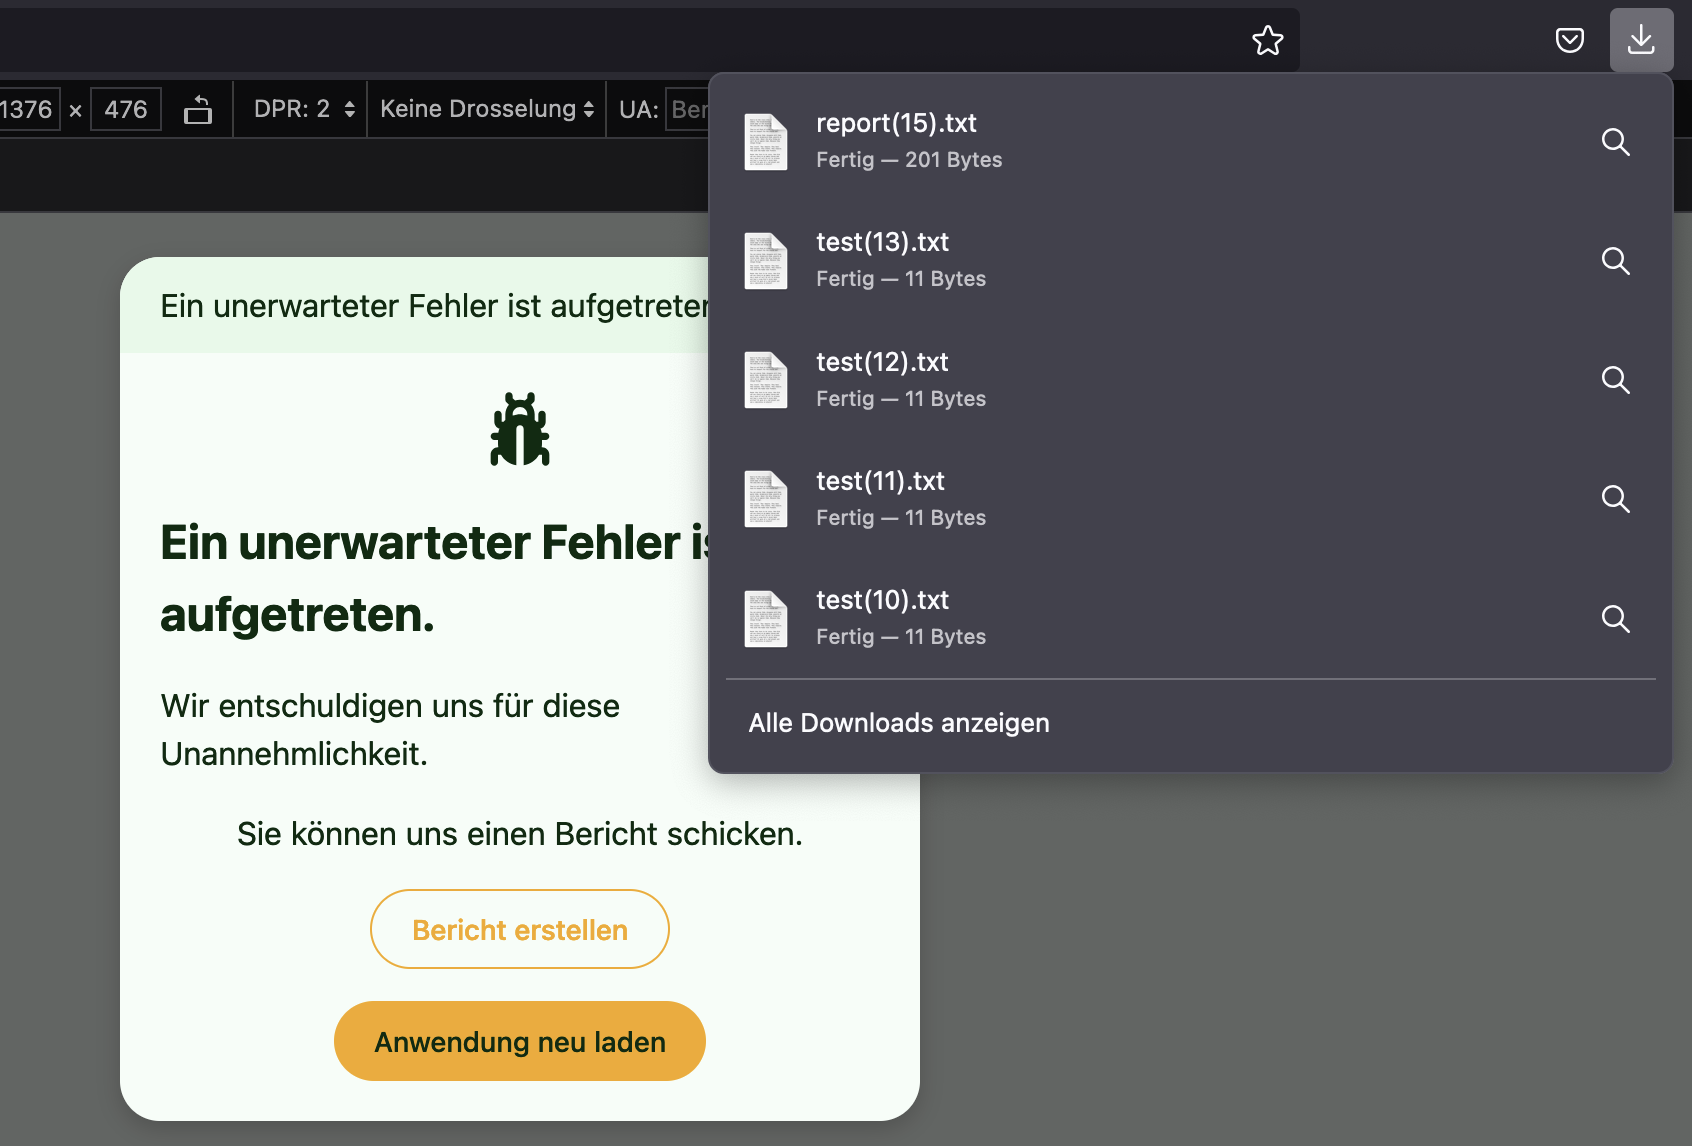 1376 × 476 DPR: 2 Keine Drosselung UA: Ber
report(15).txt
Fertig — 201 Bytes
test(13).txt
Fertig — 11 Bytes
test(12).txt
Fertig — 11 Bytes
test(11).txt
Fertig — 11 Bytes
test(10).txt
Fertig — 11 Bytes
Alle Downloads anzeigen
Ein unerwarteter Fehler ist aufgetreten
Ein unerwarteter Fehler is
aufgetreten.
Wir entschuldigen uns für diese
Unannehmlichkeit.
Sie können uns einen Bericht schicken.
Bericht erstellen
Anwendung neu laden